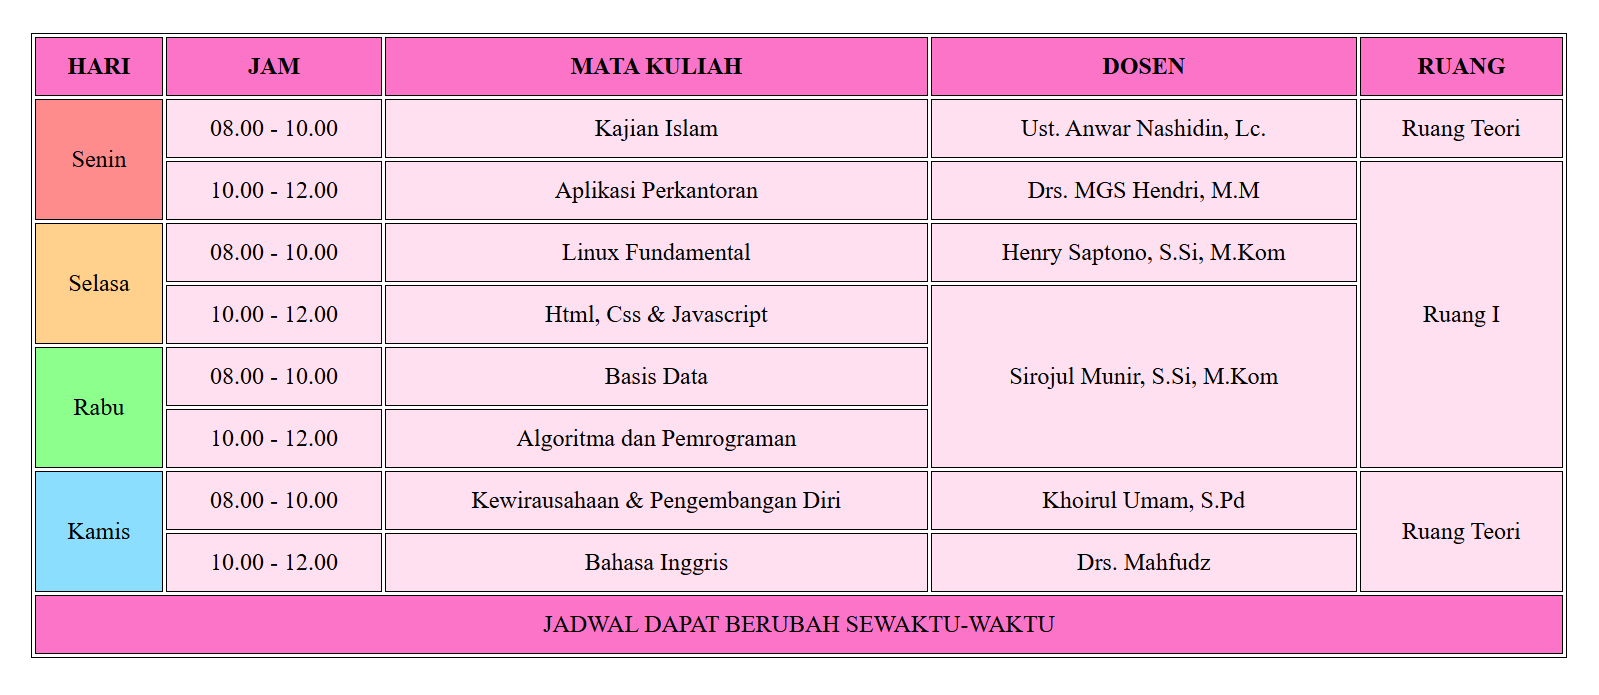 HARI JAM MATA KULIAH DOSEN RUANG
Senin 08.00 - 10.00 Kajian Islam Ust. Anwar Nashidin, Lc. Ruang Teori
10.00 - 12.00 Aplikasi Perkantoran Drs. MGS Hendri, M.M Ruang I
Selasa 08.00 - 10.00 Linux Fundamental Henry Saptono, S.Si, M.Kom
10.00 - 12.00 Html, Css & Javascript Sirojul Munir, S.Si, M.Kom
Rabu 08.00 - 10.00 Basis Data
10.00 - 12.00 Algoritma dan Pemrograman
Kamis 08.00 - 10.00 Kewirausahaan & Pengembangan Diri Khoirul Umam, S.Pd Ruang Teori
10.00 - 12.00 Bahasa Inggris Drs. Mahfudz
JADWAL DAPAT BERUBAH SEWAKTU-WAKTU